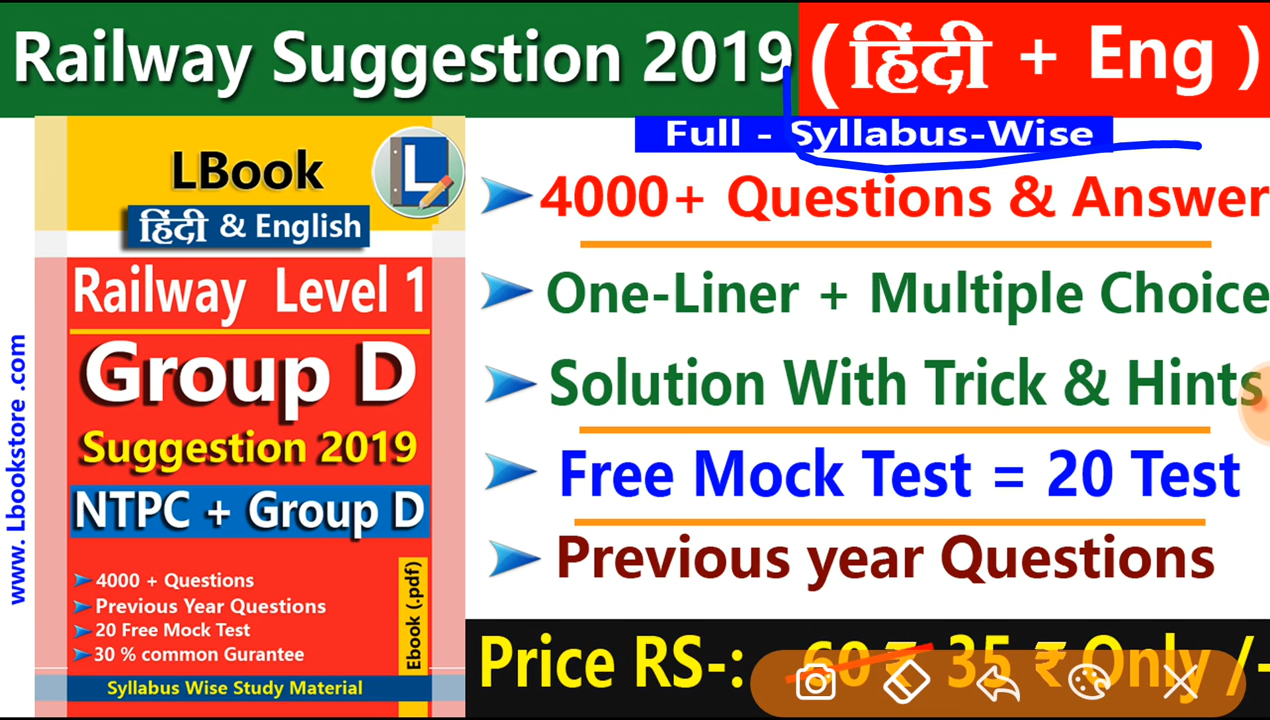 Railway Suggestion 2019 (हिंदी + Eng )
Full - Syllabus-Wise
LBook
L
हिंदी & English
Railway Level 1
Group D
Suggestion 2019
NTPC + Group D
4000 + Questions
Previous Year Questions
20 Free Mock Test
30 % common Gurantee
Ebook (.pdf)
Syllabus Wise Study Material
www. Lbookstore .com
4000+ Questions & Answer
One-Liner + Multiple Choice
Solution With Trick & Hints
Free Mock Test = 20 Test
Previous year Questions
Price RS-: 60 ₹ 35 ₹ Only /-